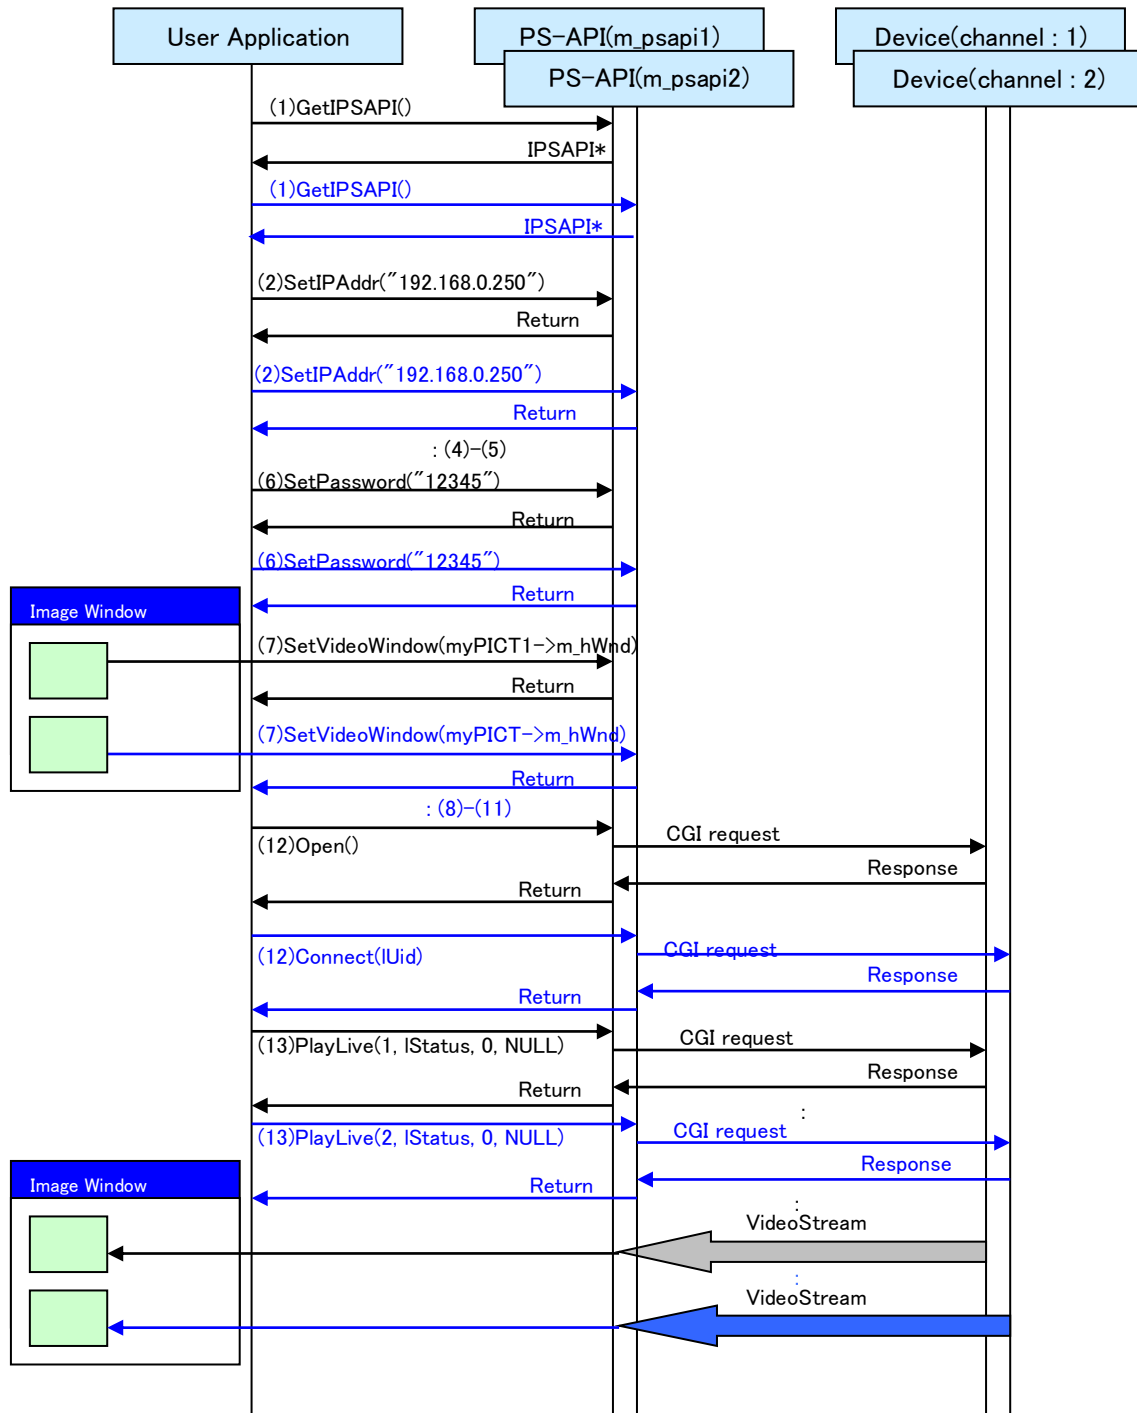 User Application
PS-API(m_psapi1)
Device(channel : 1)
PS-API(m_psapi2)
Device(channel : 2)
(1)GetIPSAPI()
IPSAPI*
(1)GetIPSAPI()
IPSAPI*
(2)SetIPAddr("192.168.0.250")
Return
(2)SetIPAddr("192.168.0.250")
Return
: (4)-(5)
(6)SetPassword("12345")
Return
(6)SetPassword("12345")
Return
Image Window
(7)SetVideoWindow(myPICT1->m_hWnd)
Return
(7)SetVideoWindow(myPICT->m_hWnd)
Return
: (8)-(11)
(12)Open()
CGI request
Response
Return
(12)Connect(lUid)
CGI request
Response
Return
(13)PlayLive(1, lStatus, 0, NULL)
CGI request
Response
Return
:
(13)PlayLive(2, lStatus, 0, NULL)
CGI request
Response
Return
Image Window
:
VideoStream
:
VideoStream